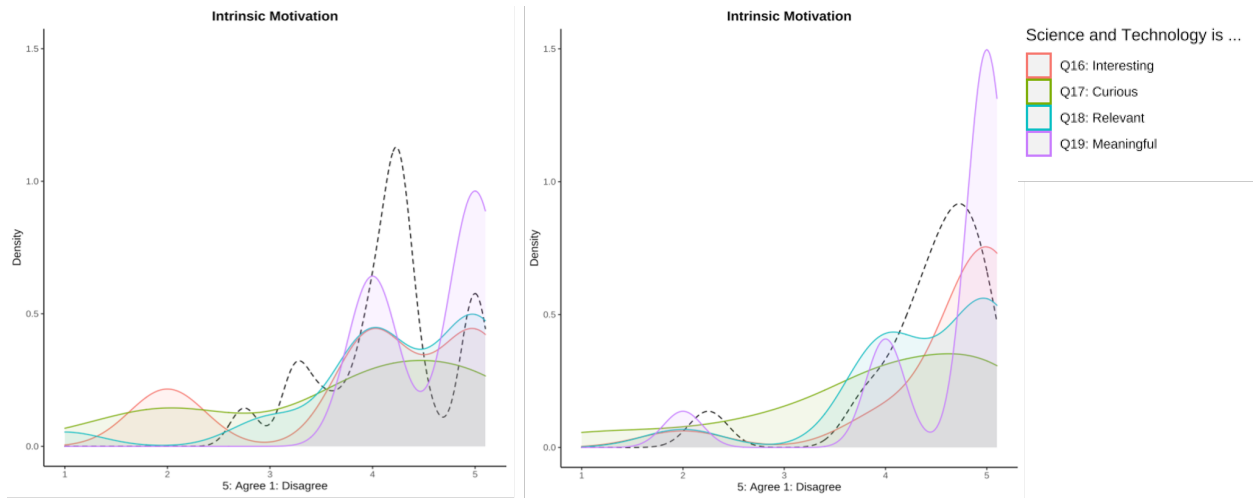 Intrinsic Motivation
1.5
1.0
0.5
0.0
Density
1 2 3 4 5
5: Agree 1: Disagree
Intrinsic Motivation
1.5
1.0
0.5
0.0
Density
1 2 3 4 5
5: Agree 1: Disagree
Science and Technology is ...
Q16: Interesting
Q17: Curious
Q18: Relevant
Q19: Meaningful